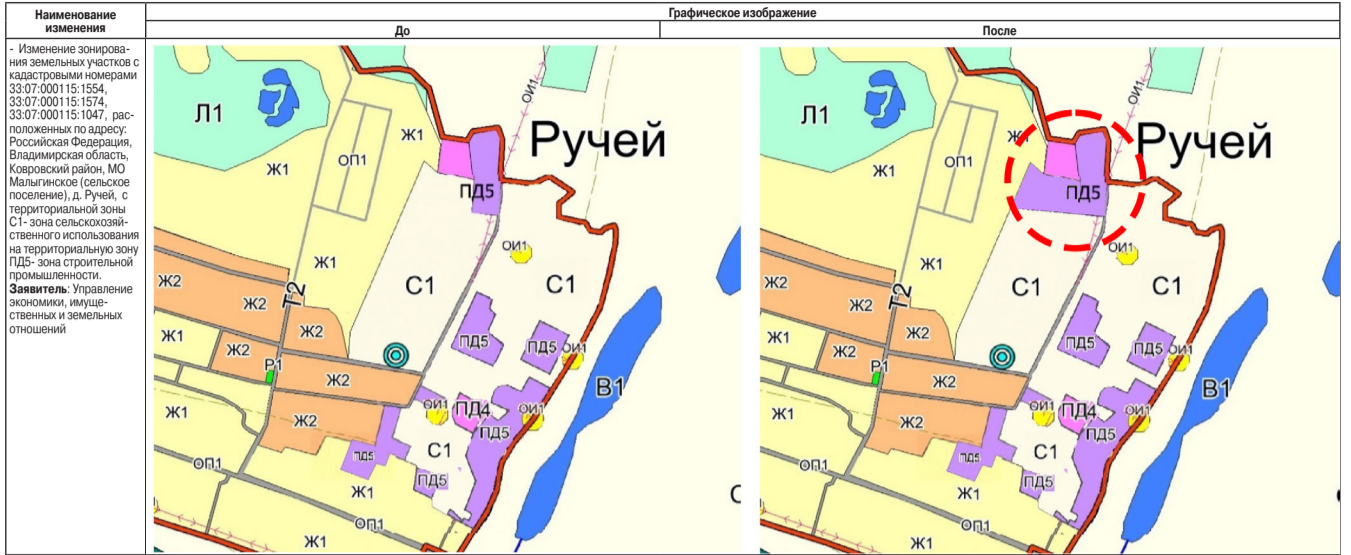 Наименование
изменения
Графическое изображение
До
После
- Изменение зонирова-
ния земельных участков с
кадастровыми номерами
33:07:000115:1554,
33:07:000115:1574,
33:07:000115:1047, рас-
положенных по адресу:
Российская Федерация,
Владимирская область,
Ковровский район, МО
Малыгинское (сельское
поселение), д. Ручей, с
территориальной зоны
С1- зона сельскохозяй-
ственного использования
на территориальную зону
ПД5- зона строительной
промышленности.
Заявитель: Управление
экономики, имуще-
ственных и земельных
отношений
ОИ1
Л1
Ж1
Ручей
ОП1
Ж1
ПД5
ОИ1
Ж1
С1
С1
Ж2
Ж2
Т2
Ж2
Ж1
Ж2
ПД5
ПД5
ОИ1
Р1
Ж2
В1
Ж1
Ж2
ОИ1
ПД4
ОИ1
ПД5
С1
ПД5
ОП1
ПД5
Ж1
ОП1
Ж1
ОИ1
Л1
Ж1
Ручей
ОП1
Ж1
ПД5
ОИ1
Ж1
С1
С1
Ж2
Ж2
Т2
Ж2
Ж1
Ж2
ПД5
ПД5
ОИ1
Р1
Ж2
В1
Ж1
Ж2
ОИ1
ПД4
ОИ1
ПД5
С1
ПД5
ОП1
ПД5
Ж1
ОП1
Ж1